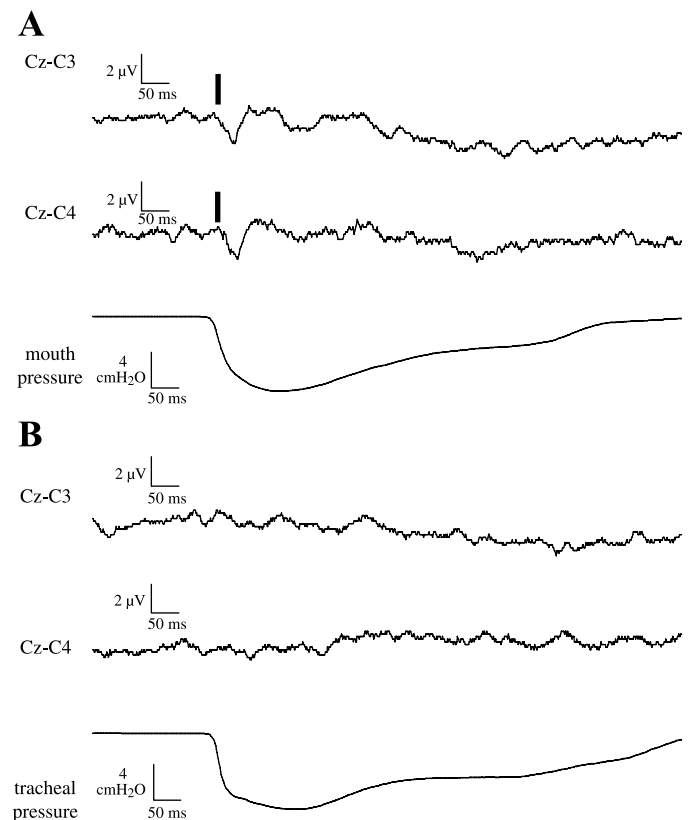 A
Cz-C3
2 µV
50 ms
Cz-C4
2 µV
50 ms
mouth
pressure
4
cmH₂O
50 ms
B
Cz-C3
2 µV
50 ms
Cz-C4
2 µV
50 ms
tracheal
pressure
4
cmH₂O
50 ms